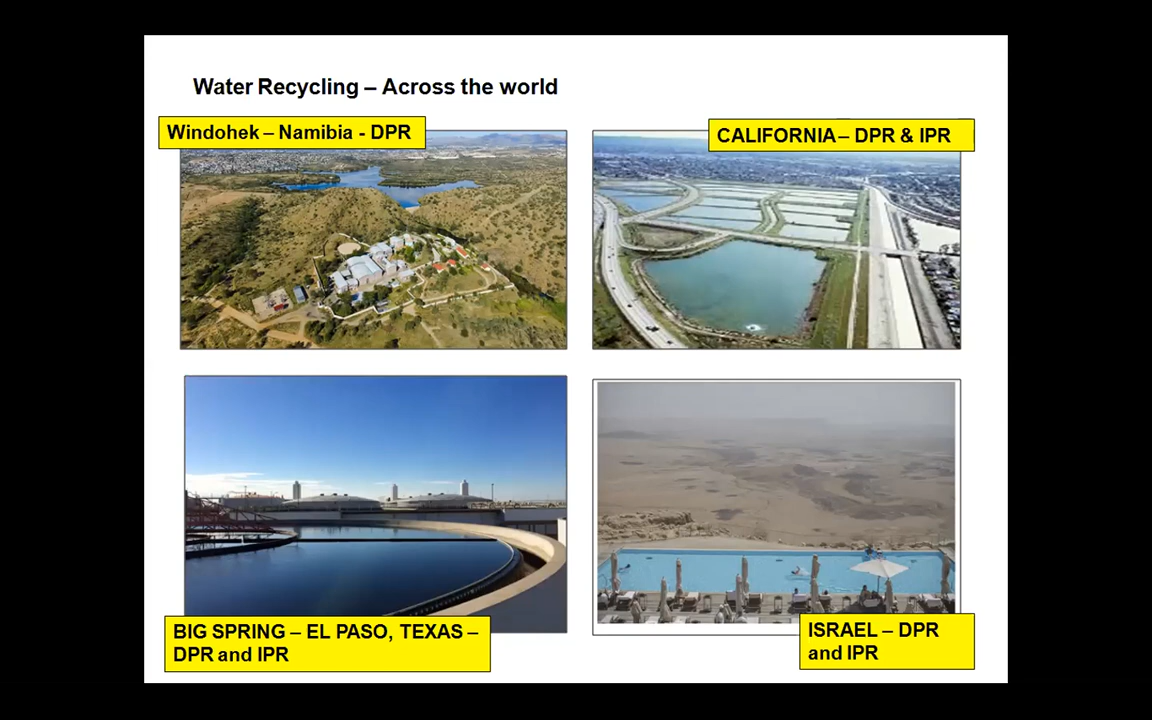 Water Recycling – Across the world
Windohek – Namibia - DPR
CALIFORNIA – DPR & IPR
BIG SPRING – EL PASO, TEXAS –
DPR and IPR
ISRAEL – DPR
and IPR